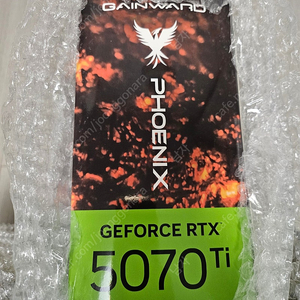 GAINWARD
PHOENIX
GEFORCE RTX
5070 Ti